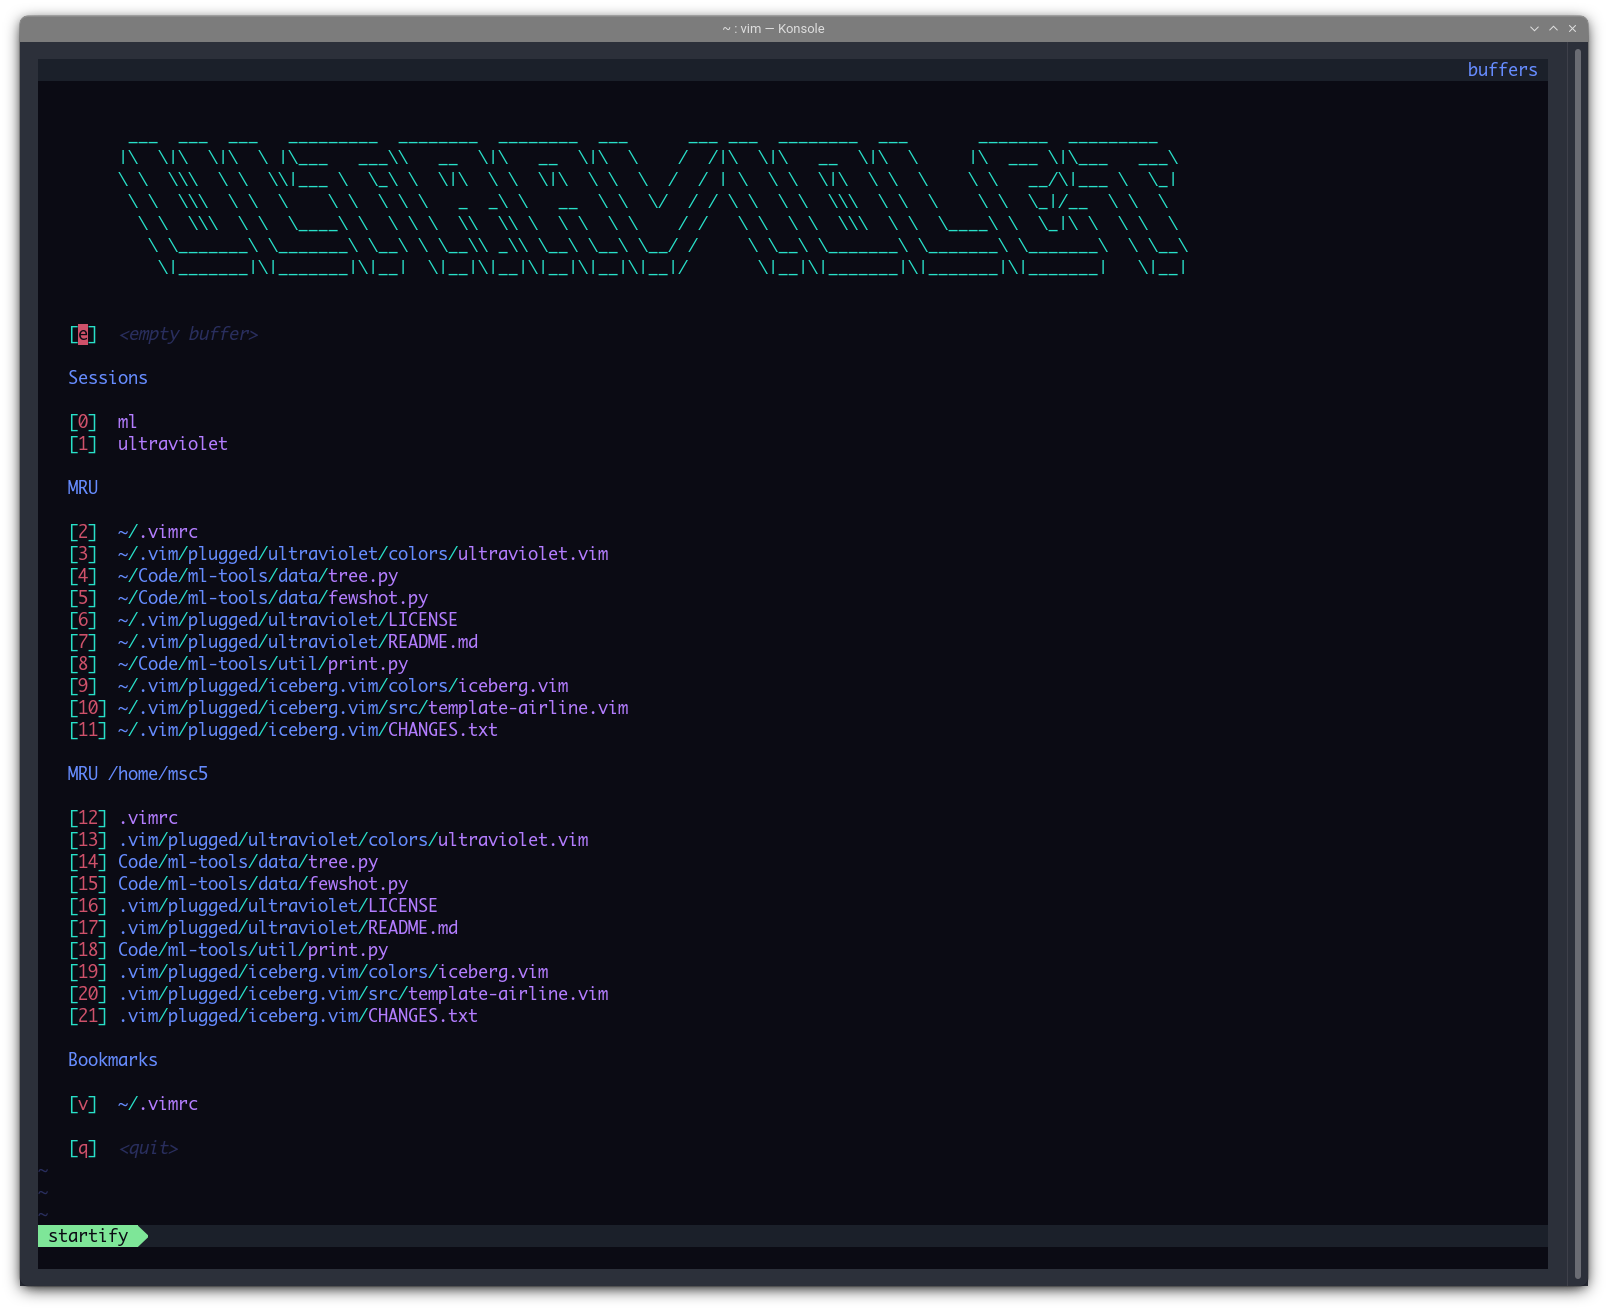 ~ : vim — Konsole
buffers
ULTRAVIOLET
[e] <empty buffer>
Sessions
[0] ml
[1] ultraviolet
MRU
[2] ~/.vimrc
[3] ~/.vim/plugged/ultraviolet/colors/ultraviolet.vim
[4] ~/Code/ml-tools/data/tree.py
[5] ~/Code/ml-tools/data/fewshot.py
[6] ~/.vim/plugged/ultraviolet/LICENSE
[7] ~/.vim/plugged/ultraviolet/README.md
[8] ~/Code/ml-tools/util/print.py
[9] ~/.vim/plugged/iceberg.vim/colors/iceberg.vim
[10] ~/.vim/plugged/iceberg.vim/src/template-airline.vim
[11] ~/.vim/plugged/iceberg.vim/CHANGES.txt
MRU /home/msc5
[12] .vimrc
[13] .vim/plugged/ultraviolet/colors/ultraviolet.vim
[14] Code/ml-tools/data/tree.py
[15] Code/ml-tools/data/fewshot.py
[16] .vim/plugged/ultraviolet/LICENSE
[17] .vim/plugged/ultraviolet/README.md
[18] Code/ml-tools/util/print.py
[19] .vim/plugged/iceberg.vim/colors/iceberg.vim
[20] .vim/plugged/iceberg.vim/src/template-airline.vim
[21] .vim/plugged/iceberg.vim/CHANGES.txt
Bookmarks
[v] ~/.vimrc
[q] <quit>
~
~
~
startify